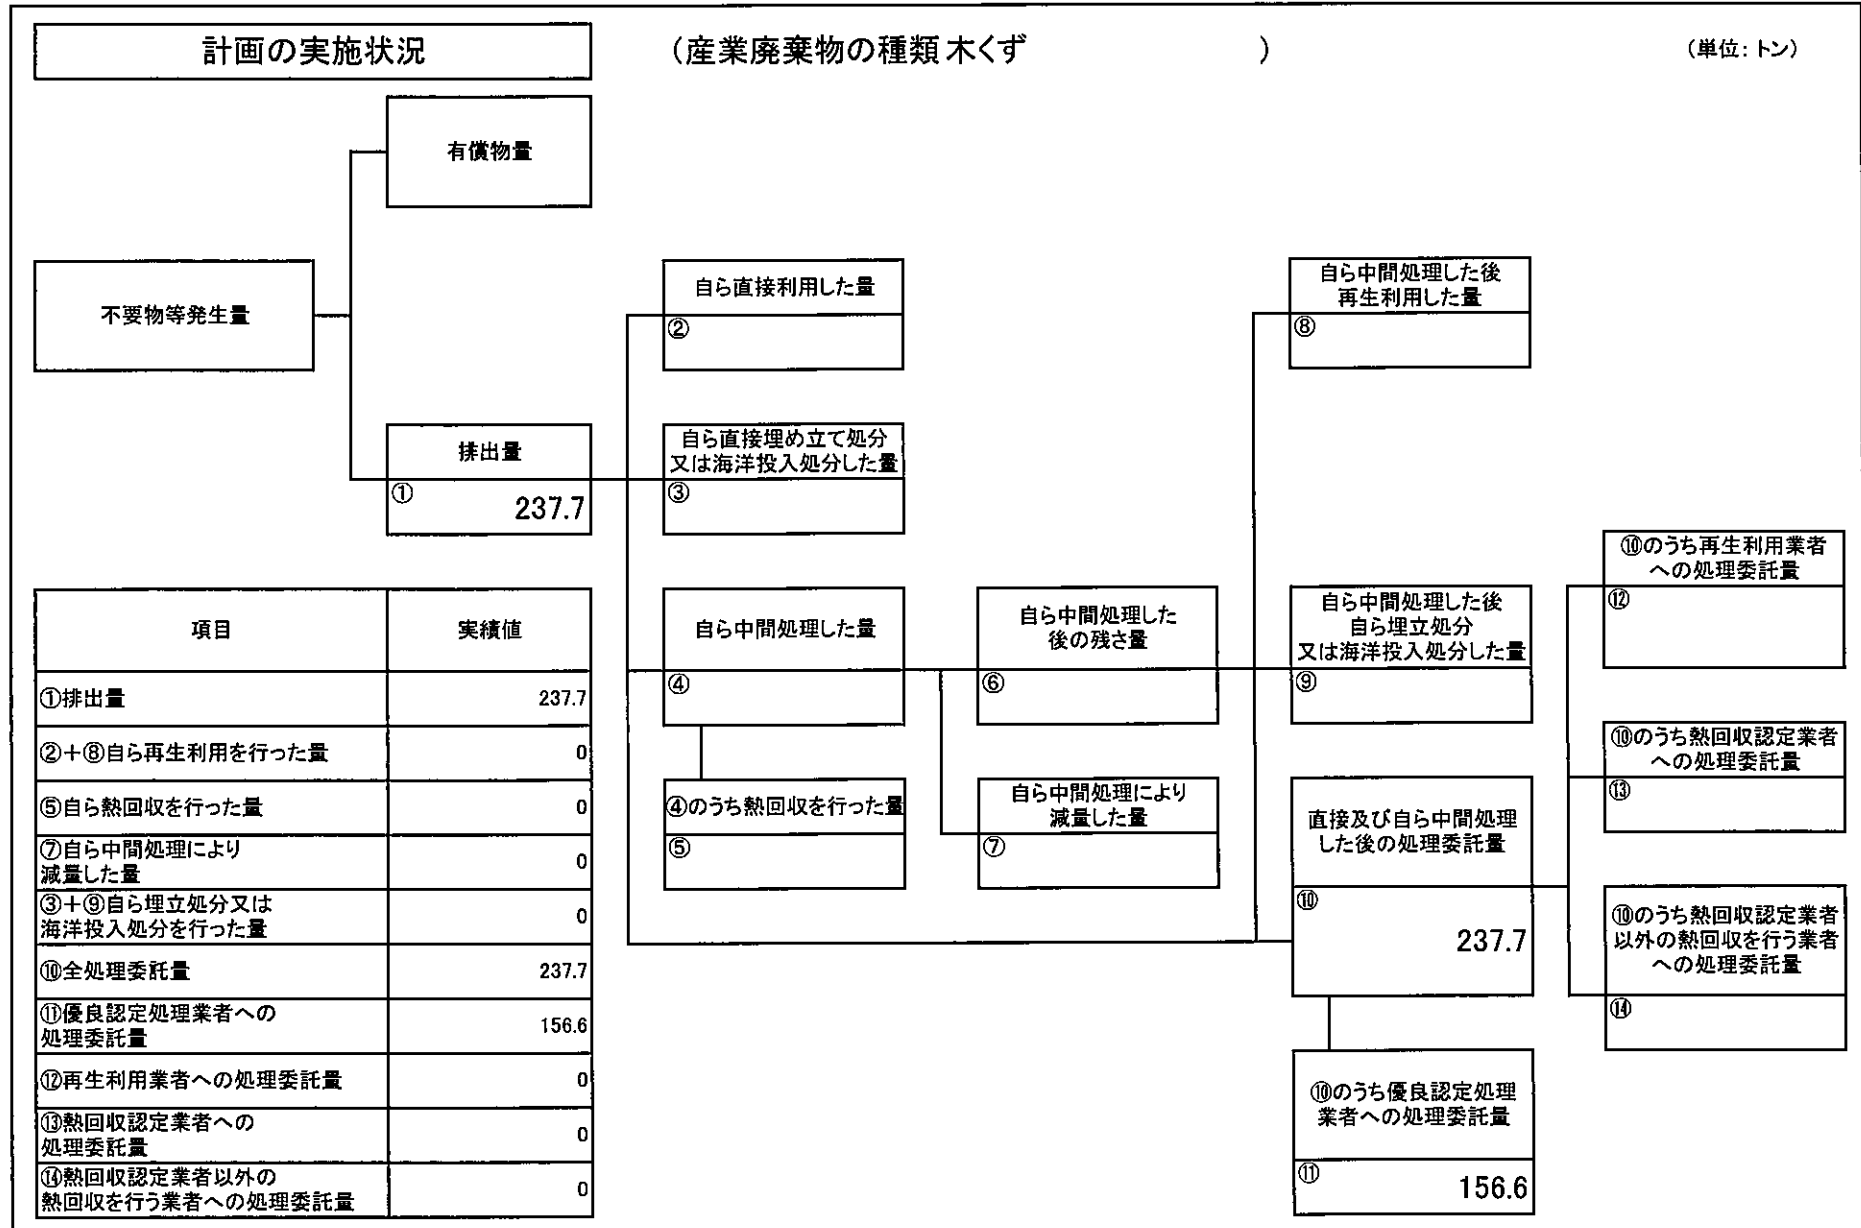 計画の実施状況
(産業廃棄物の種類 木くず )
(単位：トン)
有償物量
不要物等発生量
排出量
① 237.7
自ら直接利用した量
②
自ら直接埋め立て処分
又は海洋投入処分した量
③
自ら中間処理した量
④
④のうち熱回収を行った量
⑤
自ら中間処理した
後の残さ量
⑥
自ら中間処理により
減量した量
⑦
自ら中間処理した後
再生利用した量
⑧
自ら中間処理した後
自ら埋立処分
又は海洋投入処分した量
⑨
直接及び自ら中間処理
した後の処理委託量
⑩
237.7
⑩のうち優良認定処理
業者への処理委託量
⑪ 156.6
⑩のうち再生利用業者
への処理委託量
⑫
⑩のうち熱回収認定業者
への処理委託量
⑬
⑩のうち熱回収認定業者
以外の熱回収を行う業者
への処理委託量
⑭
項目 実績値
①排出量 237.7
②＋⑧自ら再生利用を行った量 0
⑤自ら熱回収を行った量 0
⑦自ら中間処理により
減量した量 0
③＋⑨自ら埋立処分又は
海洋投入処分を行った量 0
⑩全処理委託量 237.7
⑪優良認定処理業者への
処理委託量 156.6
⑫再生利用業者への処理委託量 0
⑬熱回収認定業者への
処理委託量 0
⑭熱回収認定業者以外の
熱回収を行う業者への処理委託量 0